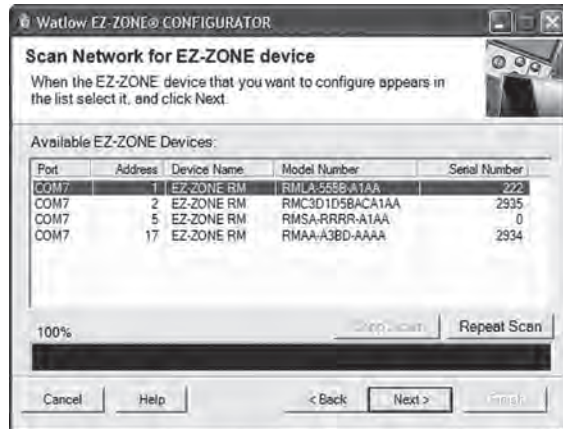 Watlow EZ-ZONE® CONFIGURATOR
Scan Network for EZ-ZONE device
When the EZ-ZONE device that you want to configure appears in
the list select it, and click Next.
Available EZ-ZONE Devices:
Port Address Device Name Model Number Serial Number
COM7 1 EZ-ZONE RM RMLA-555B-A1AA 222
COM7 2 EZ-ZONE RM RMC3D1D5BACA1AA 2935
COM7 5 EZ-ZONE RM RMSA-RRRR-A1AA 0
COM7 17 EZ-ZONE RM RMAA-A3BD-AAAA 2934
Stop Scan Repeat Scan
100%
Cancel Help < Back Next > Finish